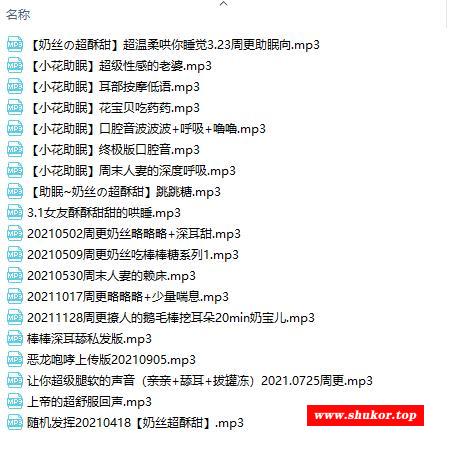 名称
【奶丝の超酥甜】超温柔哄你睡觉3.23周更助眠向.mp3
【小花助眠】超级性感的老婆.mp3
【小花助眠】耳部按摩低语.mp3
【小花助眠】花宝贝吃药药.mp3
【小花助眠】口腔音波波波+呼吸+噜噜.mp3
【小花助眠】终极版口腔音.mp3
【小花助眠】周末人妻的深度呼吸.mp3
【助眠~奶丝の超酥甜】跳跳糖.mp3
3.1女友酥酥甜甜的哄睡.mp3
20210502周更奶丝略略略+深耳甜.mp3
20210509周更奶丝吃棒棒糖系列1.mp3
20210530周末人妻的赖床.mp3
20211017周更略略略+少量喘息.mp3
20211128周更撩人的鹅毛棒挖耳朵20min奶宝儿.mp3
棒棒深耳舔私发版.mp3
恶龙咆哮上传版20210905.mp3
让你超级腿软の声音（亲亲+舔耳+拔罐冻）2021.0725周更.mp3
上帝的超舒服回声.mp3
随机发挥20210418【奶丝超酥甜】.mp3
www.shukor.top